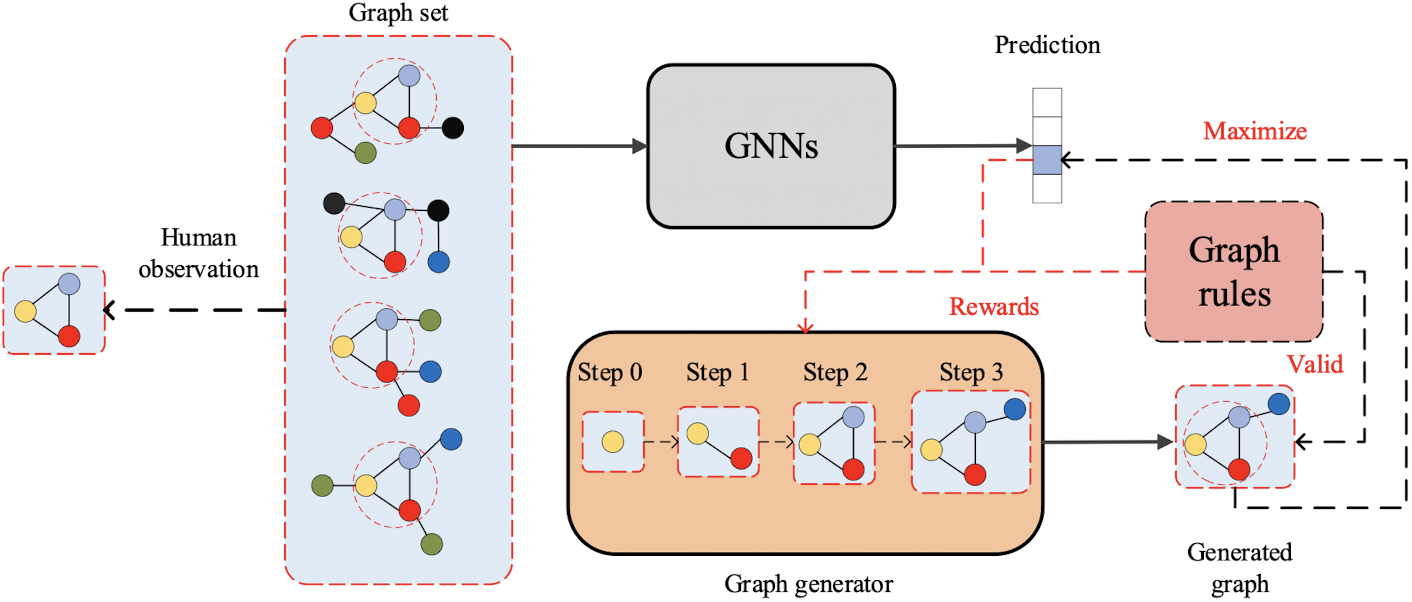 Graph set
Prediction
GNNs
Maximize
Human
observation
Graph
rules
Rewards
Valid
Step 0
Step 1
Step 2
Step 3
Generated
graph
Graph generator